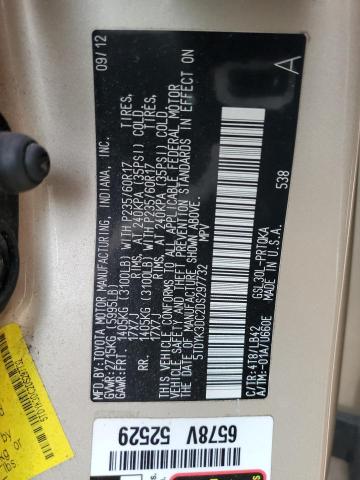 MFD. BY: TOYOTA MOTOR MANUFACTURING, INDIANA, INC. 09/12
GVWR: 2715KG (5995LB)
GAWR: FRT. 1405KG (3100LB) WITH P235/60R17 TIRES,
17X7J RIMS, AT 240KPA (35PSI) COLD.
RR. 1405KG (3100LB) WITH P235/60R17 TIRES,
17X7J RIMS, AT 240KPA (35PSI) COLD.
THIS VEHICLE CONFORMS TO ALL APPLICABLE FEDERAL MOTOR
VEHICLE SAFETY AND THEFT PREVENTION STANDARDS IN EFFECT ON
THE DATE OF MANUFACTURE SHOWN ABOVE.
5TDYK3DC2DS297732 MPV
A
538
C/TR: 4T8/LB42 GSL30L-PRTQKA
A/TM: -01A/U660E MADE IN U.S.A.
6578V
52529